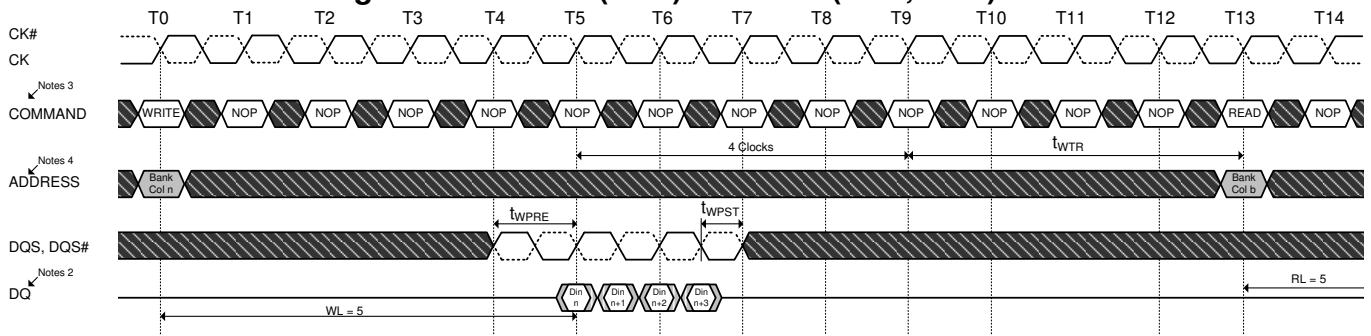 T0 T1 T2 T3 T4 T5 T6 T7 T8 T9 T10 T11 T12 T13 T14
CK#
CK
Notes 3
COMMAND
WRITE NOP NOP NOP NOP NOP NOP NOP NOP NOP NOP NOP NOP READ NOP
4 Clocks
tWTR
Notes 4
ADDRESS
Bank
Col n
Bank
Col b
tWPRE
tWPST
DQS, DQS#
Notes 2
DQ
Din
n
Din
n+1
Din
n+2
Din
n+3
RL = 5
WL = 5